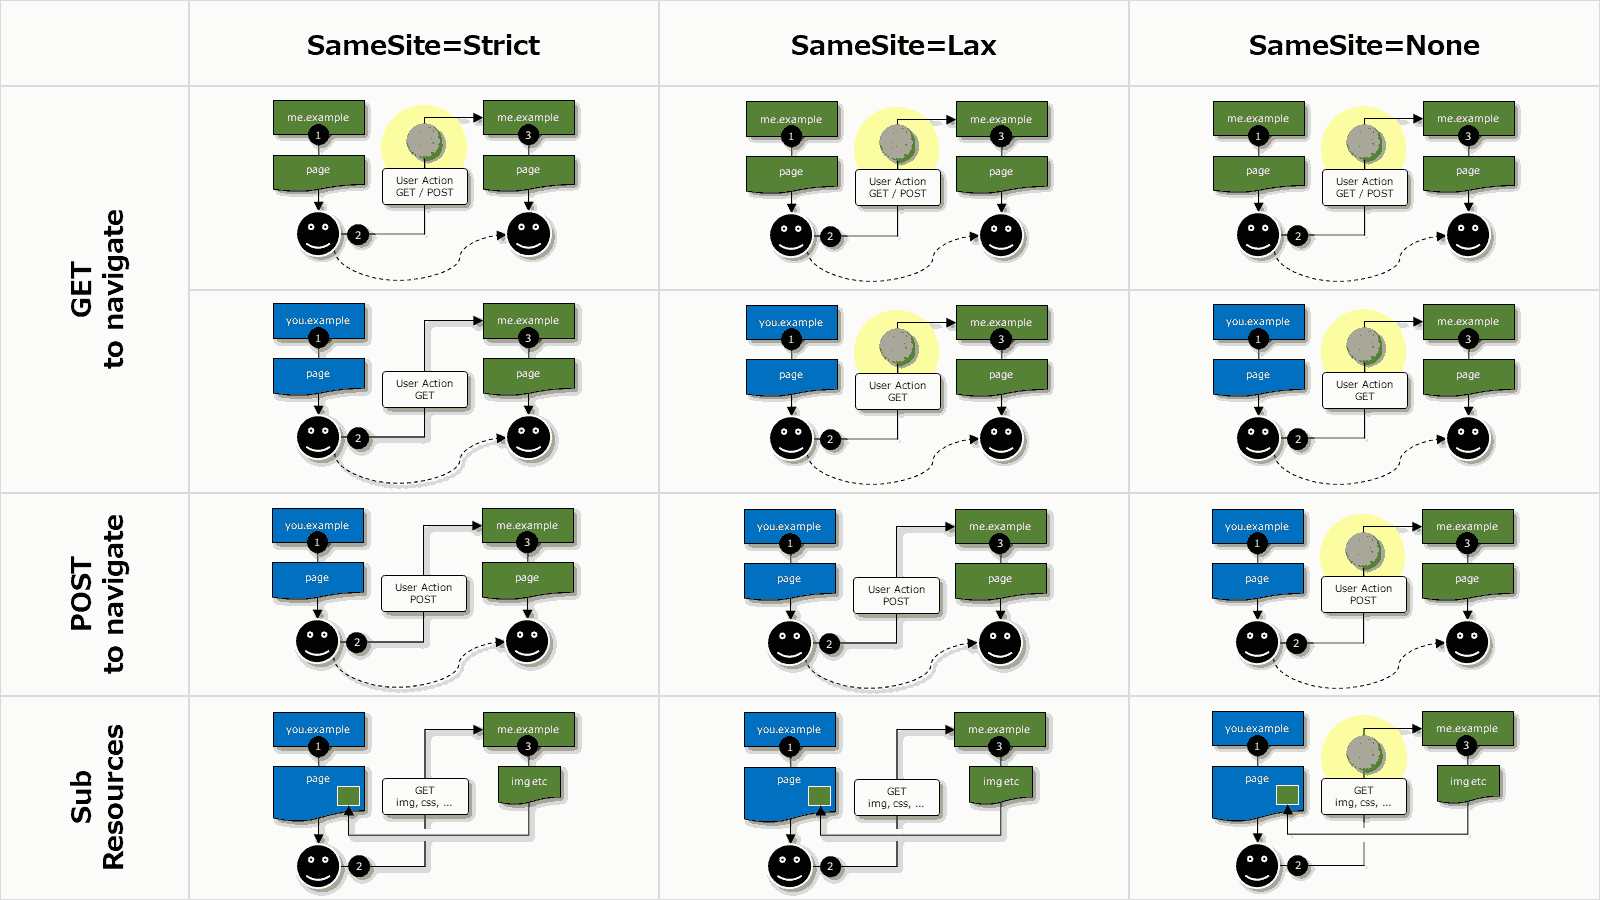 SameSite=Strict
SameSite=Lax
SameSite=None
GET
to navigate
me.example
1
page
2
User Action
GET / POST
me.example
3
page
me.example
1
page
2
User Action
GET / POST
me.example
3
page
me.example
1
page
2
User Action
GET / POST
me.example
3
page
you.example
1
page
2
User Action
GET
me.example
3
page
you.example
1
page
2
User Action
GET
me.example
3
page
you.example
1
page
2
User Action
GET
me.example
3
page
POST
to navigate
you.example
1
page
2
User Action
POST
me.example
3
page
you.example
1
page
2
User Action
POST
me.example
3
page
you.example
1
page
2
User Action
POST
me.example
3
page
Sub
Resources
you.example
1
page
2
GET
img, css, ...
me.example
3
img etc
you.example
1
page
2
GET
img, css, ...
me.example
3
img etc
you.example
1
page
2
GET
img, css, ...
me.example
3
img etc